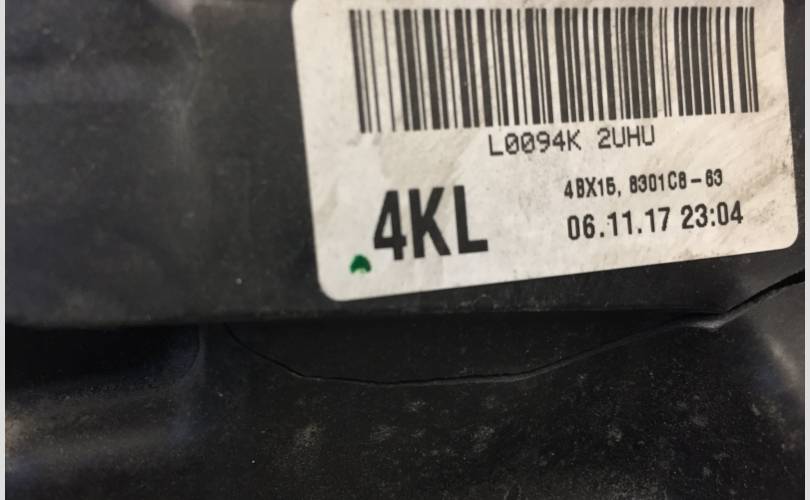 L0094K 2UHU
4BX15, 8301C8-63
4KL
06.11.17 23:04